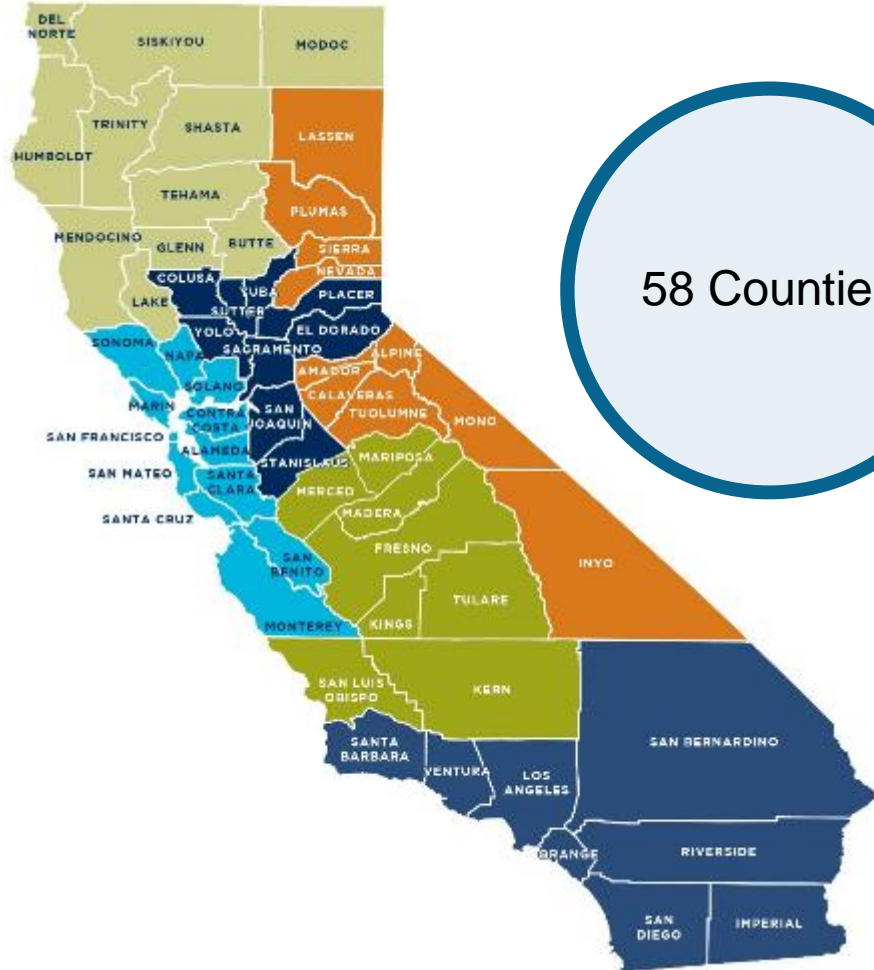 DEL
NORTE
SISKIYOU
MODOC
TRINITY
SHASTA
LASSEN
HUMBOLDT
TEHAMA
PLUMAS
MENDOCINO
GLENN
BUTTE
SIERRA
NEVADA
COLUSA
YUBA
PLACER
LAKE
SUTTER
58 Countie
YOLO
EL DORADO
SONOMA
NAPA
SACRAMENTO
ALPINE
SOLANO
AMADOR
MARIN
CONTRA
COSTA
SAN
JOAQUIN
CALAVERAS
TUOLUMNE
MONO
SAN FRANCISCO
ALAMEDA
STANISLAUS
MARIPOSA
SAN MATEO
SANTA
CLARA
MERCED
MADERA
SANTA CRUZ
FRESNO
SAN
BENITO
INYO
TULARE
MONTEREY
KINGS
SAN LUIS
OBISPO
KERN
SANTA
BARBARA
VENTURA
LOS
ANGELES
SAN BERNARDINO
ORANGE
RIVERSIDE
SAN
DIEGO
IMPERIAL